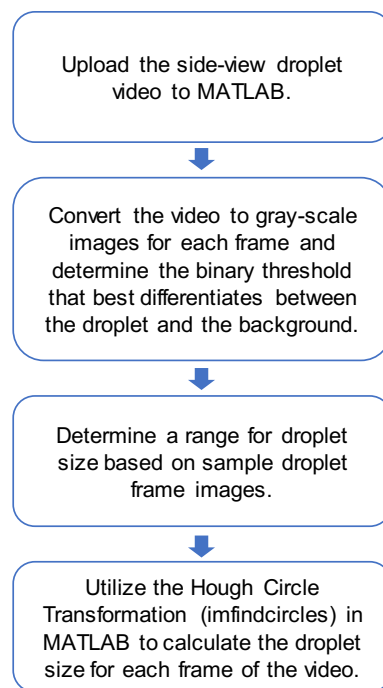 Upload the side-view droplet
video to MATLAB.
Convert the video to gray-scale
images for each frame and
determine the binary threshold
that best differentiates between
the droplet and the background.
Determine a range for droplet
size based on sample droplet
frame images.
Utilize the Hough Circle
Transformation (imfindcircles) in
MATLAB to calculate the droplet
size for each frame of the video.